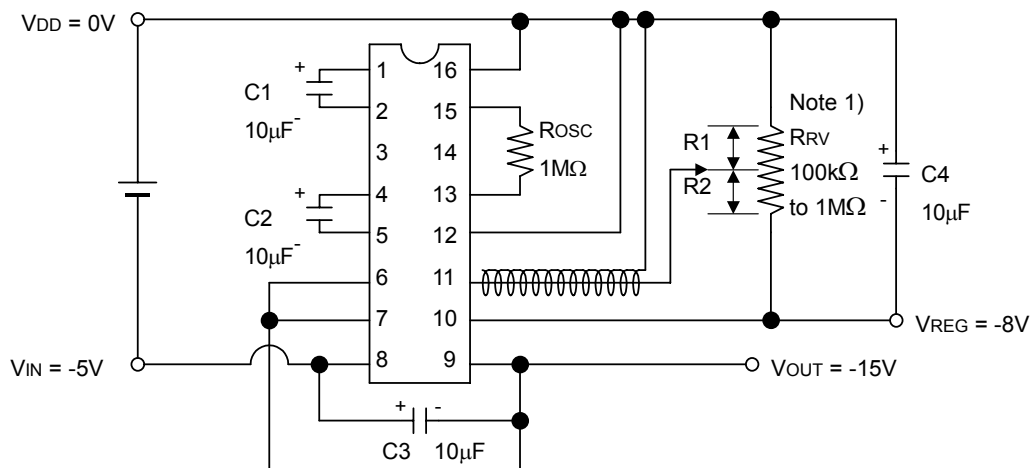 VDD = 0V
+
C1
10µF
-
1
2
3
4
5
6
7
8
16
15
14
13
12
11
10
9
ROSC
1MΩ
+
C2
10µF
-
Note 1)
R1
R2
RRV
100kΩ
to 1MΩ
+
C4
-
10µF
VREG = -8V
VIN = -5V
VOUT = -15V
+
-
C3
10µF